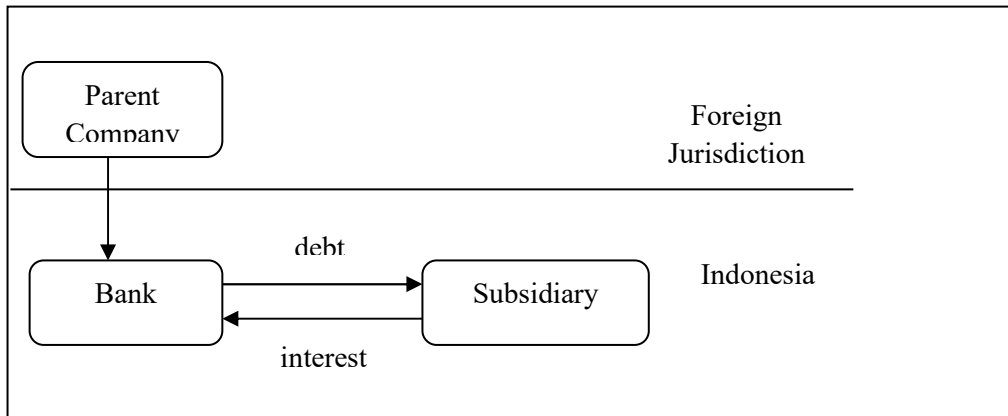 Parent
Company
Foreign
Jurisdiction
debt
Bank
Subsidiary
Indonesia
interest